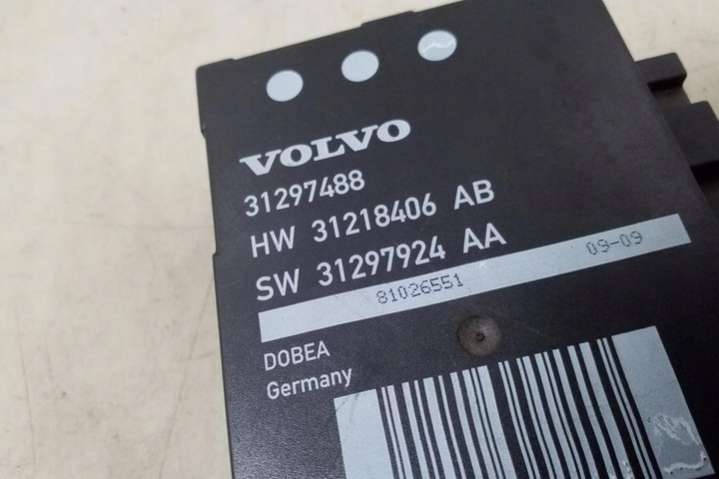 VOLVO
31297488
HW 31218406 AB
SW 31297924 AA
81026551 09-09
DOBEA
Germany